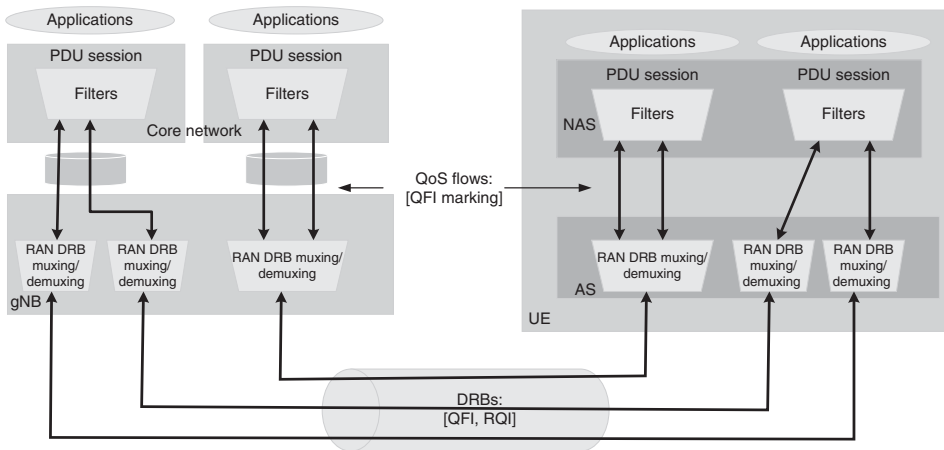 Applications
Applications
PDU session
PDU session
Filters
Filters
Core network
QoS flows:
[QFI marking]
RAN DRB
muxing/
demuxing
RAN DRB
muxing/
demuxing
RAN DRB muxing/
demuxing
gNB
Applications
Applications
PDU session
PDU session
Filters
Filters
NAS
RAN DRB muxing/
demuxing
RAN DRB
muxing/
demuxing
RAN DRB
muxing/
demuxing
AS
UE
DRBs:
[QFI, RQI]